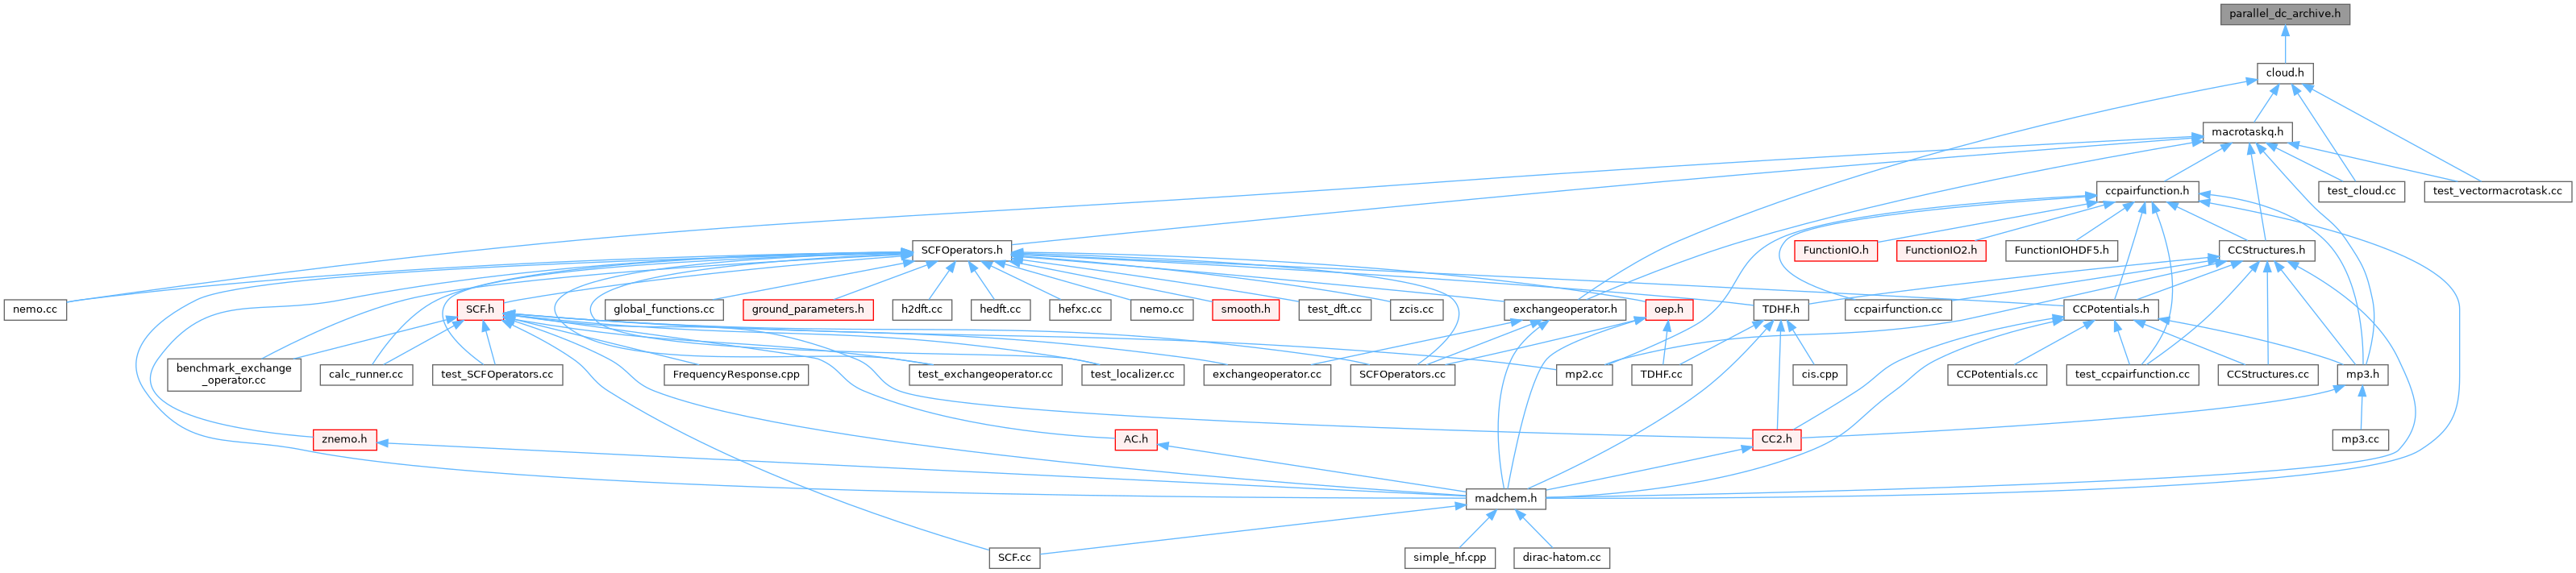 parallel_dc_archive.h
cloud.h
macrotaskq.h
ccpairfunction.h
test_cloud.cc
test_vectormacrotask.cc
SCFOperators.h
FunctionIO.h
FunctionIO2.h
FunctionIOHDF5.h
CCStructures.h
nemo.cc
SCF.h
global_functions.cc
ground_parameters.h
h2dft.cc
hedft.cc
hefxc.cc
nemo.cc
smooth.h
test_dft.cc
zcis.cc
exchangeoperator.h
oep.h
TDHF.h
ccpairfunction.cc
CCPotentials.h
benchmark_exchange
_operator.cc
calc_runner.cc
test_SCFOperators.cc
FrequencyResponse.cpp
test_exchangeoperator.cc
test_localizer.cc
exchangeoperator.cc
SCFOperators.cc
mp2.cc
TDHF.cc
cis.cpp
CCPotentials.cc
test_ccpairfunction.cc
CCStructures.cc
mp3.h
znemo.h
AC.h
CC2.h
mp3.cc
madchem.h
SCF.cc
simple_hf.cpp
dirac-hatom.cc